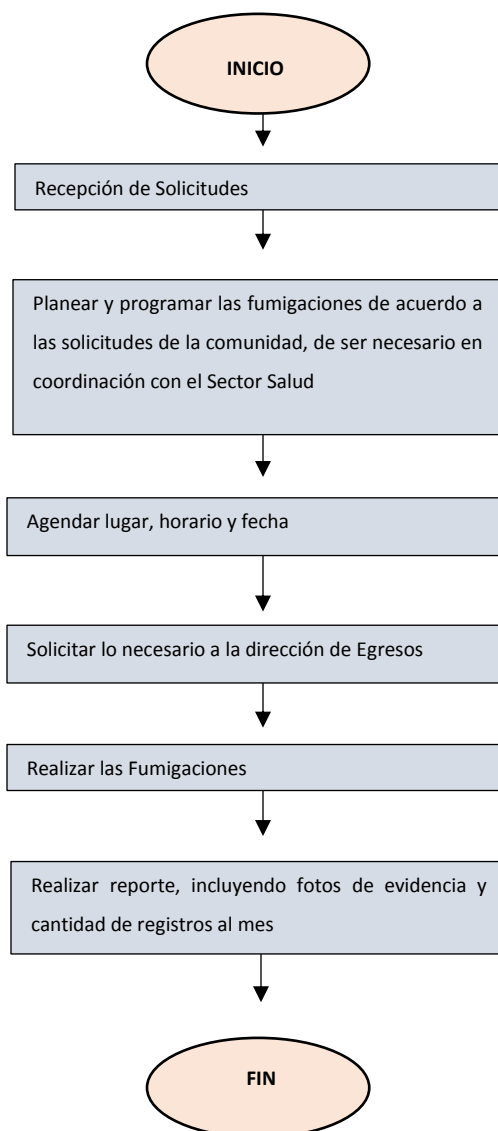 INICIO
Recepción de Solicitudes
Planear y programar las fumigaciones de acuerdo a
las solicitudes de la comunidad, de ser necesario en
coordinación con el Sector Salud
Agendar lugar, horario y fecha
Solicitar lo necesario a la dirección de Egresos
Realizar las Fumigaciones
Realizar reporte, incluyendo fotos de evidencia y
cantidad de registros al mes
FIN